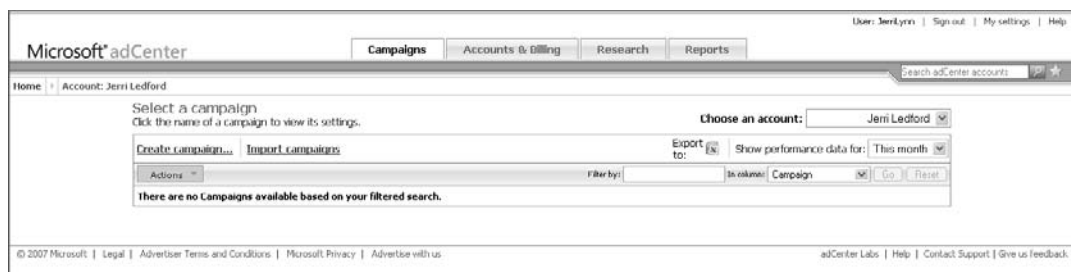 User: JerriLynn | Sign out | My settings | Help
Microsoft® adCenter Campaigns Accounts & Billing Research Reports
Search adCenter accounts
Home Account: Jerri Ledford
Select a campaign
Click the name of a campaign to view its settings.
Choose an account: Jerri Ledford
Create campaign... Import campaigns Export to: Show performance data for: This month
Actions Filter by: In column: Campaign Go Reset
There are no Campaigns available based on your filtered search.
© 2007 Microsoft | Legal | Advertiser Terms and Conditions | Microsoft Privacy | Advertise with us adCenter Labs | Help | Contact Support | Give us feedback